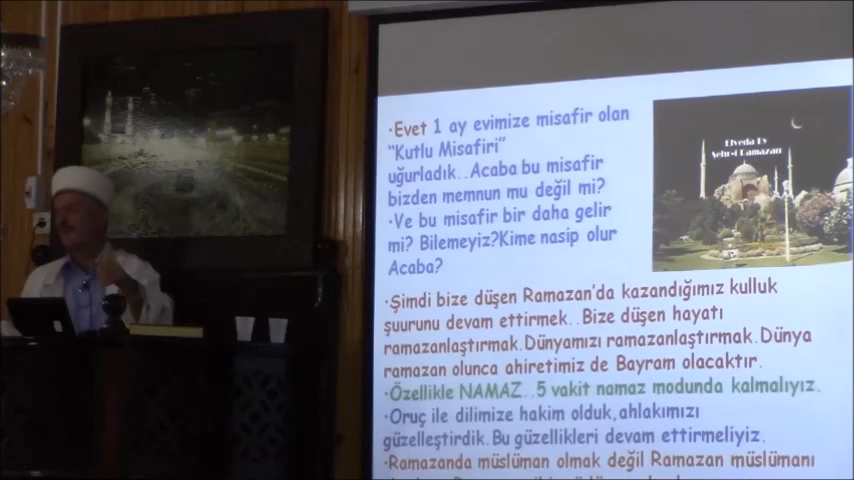 •Evet 1 ay evimize misafir olan
“Kutlu Misafiri”
uğurladık..Acaba bu misafir
bizden memnun mu değil mi?
•Ve bu misafir bir daha gelir
mi? Bilemeyiz?Kime nasip olur
Acaba?
Elveda Ey
Şehr-i Ramazan
•Şimdi bize düşen Ramazan’da kazandığımız kulluk
şuurunu devam ettirmek..Bize düşen hayatı
ramazanlaştırmak.Dünyamızı ramazanlaştırmak.Dünya
ramazan olunca ahiretimiz de Bayram olacaktır.
•Özellikle NAMAZ...5 vakit namaz modunda kalmalıyız.
•Oruç ile dilimize hakim olduk,ahlakımızı
güzelleştirdik.Bu güzellikleri devam ettirmeliyiz.
•Ramazanda müslüman olmak değil Ramazan müslümanı